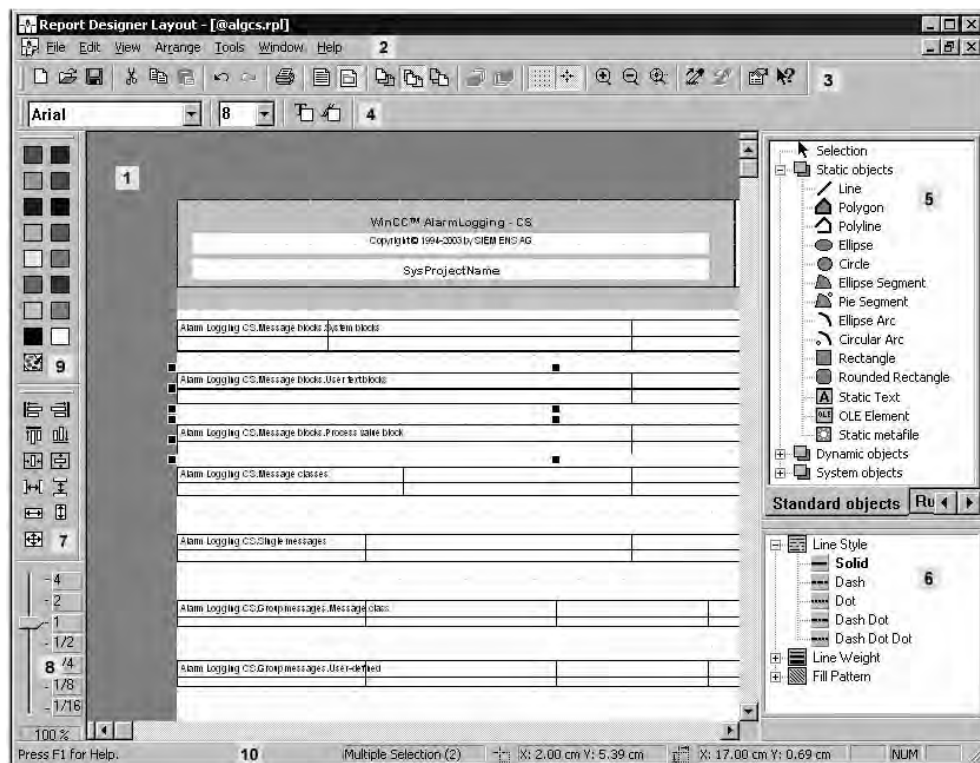 Report Designer Layout - [@algcs.rpl]
File Edit View Arrange Tools Window Help 2
3
Arial 8 4
1
WinCC™ AlarmLogging - CS
Copyright © 1994-2003 by SIEMENS AG
SysProjectName
Alarm Logging CS.Message blocks.System blocks
Alarm Logging CS.Message blocks.User textblocks
Alarm Logging CS.Message blocks.Process value block
Alarm Logging CS.Message classes
Alarm Logging CS.Single messages
Alarm Logging CS.Group messages.Message class
Alarm Logging CS.Group messages.User-defined
9
7
4
2
1
1/2
8 /4
1/8
1/16
100 %
Selection
Static objects
Line
5
Polygon
Polyline
Ellipse
Circle
Ellipse Segment
Pie Segment
Ellipse Arc
Circular Arc
Rectangle
Rounded Rectangle
A Static Text
OLE OLE Element
Static metafile
Dynamic objects
System objects
Standard objects Ru
Line Style
Solid
6
Dash
Dot
Dash Dot
Dash Dot Dot
Line Weight
Fill Pattern
Press F1 for Help. 10 Multiple Selection (2) X: 2.00 cm Y: 5.39 cm X: 17.00 cm Y: 0.69 cm NUM